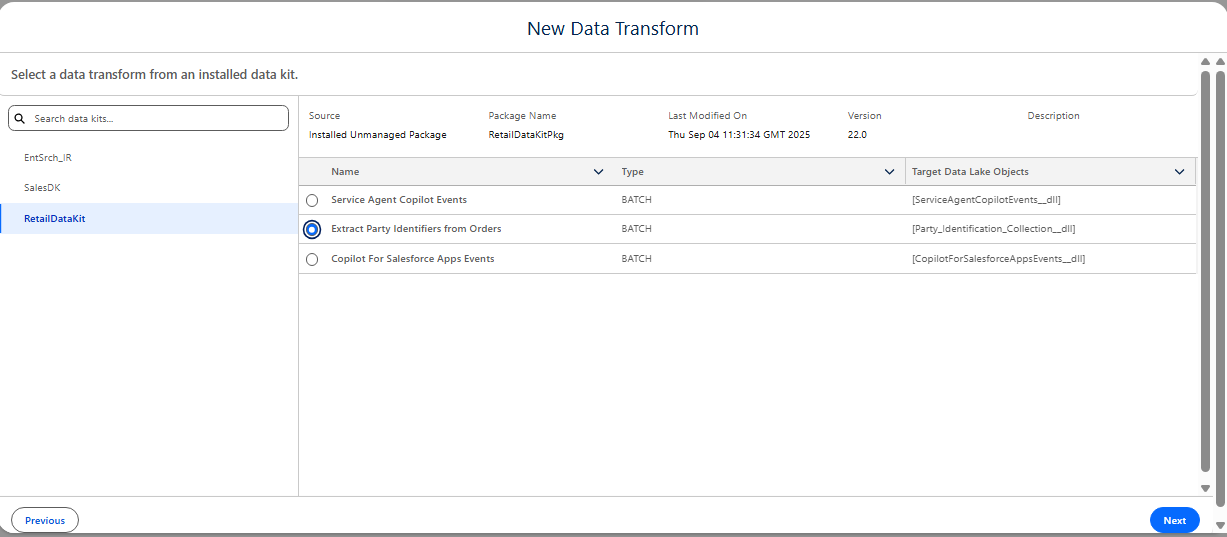 New Data Transform
Select a data transform from an installed data kit.
Search data kits...
EntSrch_IR
SalesDK
RetailDataKit
Source Package Name Last Modified On Version Description
Installed Unmanaged Package RetailDataKitPkg Thu Sep 04 11:31:34 GMT 2025 22.0
Name Type Target Data Lake Objects
Service Agent Copilot Events BATCH [ServiceAgentCopilotEvents__dll]
Extract Party Identifiers from Orders BATCH [Party_Identification_Collection__dll]
Copilot For Salesforce Apps Events BATCH [CopilotForSalesforceAppsEvents__dll]
Previous Next